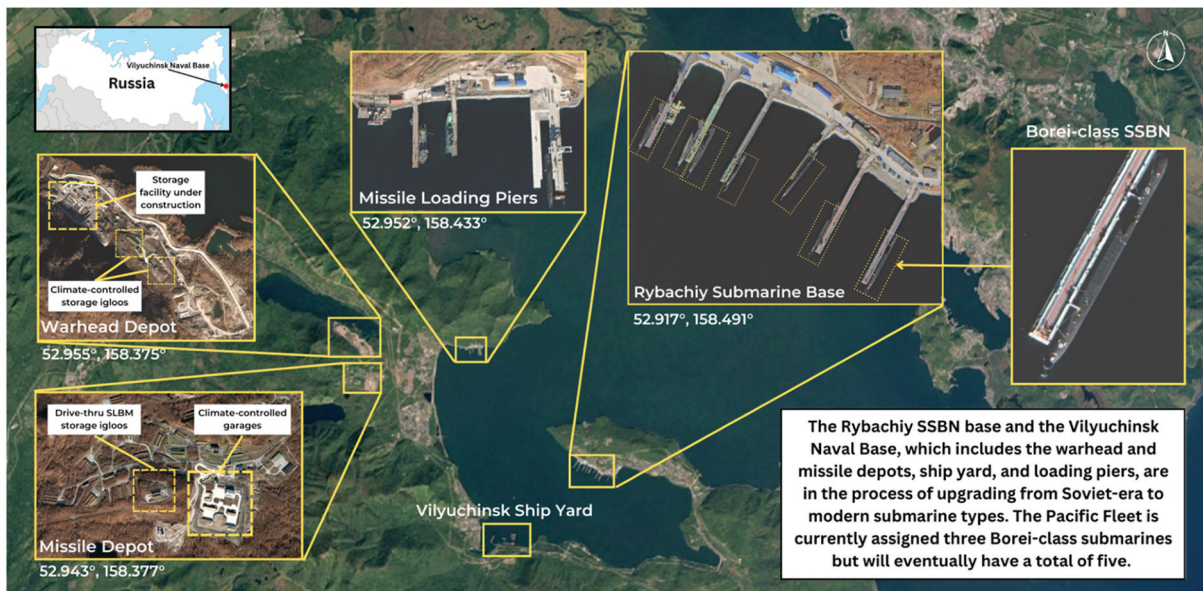 Vilyuchinsk Naval Base
Russia
N
Storage
facility under
construction
Climate-controlled
storage igloos
Warhead Depot
52.955°, 158.375°
Missile Loading Piers
52.952°, 158.433°
Rybachiy Submarine Base
52.917°, 158.491°
Borei-class SSBN
Drive-thru SLBM
storage igloos
Climate-controlled
garages
Missile Depot
52.943°, 158.377°
Vilyuchinsk Ship Yard
The Rybachiy SSBN base and the Vilyuchinsk
Naval Base, which includes the warhead and
missile depots, ship yard, and loading piers, are
in the process of upgrading from Soviet-era to
modern submarine types. The Pacific Fleet is
currently assigned three Borei-class submarines
but will eventually have a total of five.